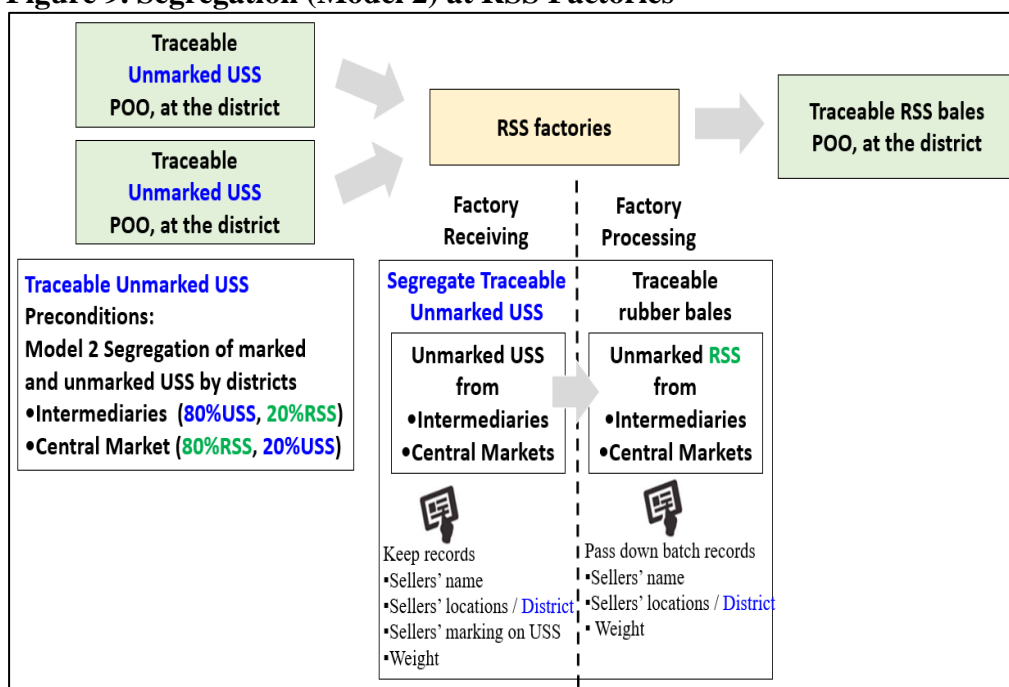 Figure 9. Segregation (Model 2) at RSS Factories
Traceable
Unmarked USS
POO, at the district
Traceable
Unmarked USS
POO, at the district
RSS factories
Traceable RSS bales
POO, at the district
Factory
Receiving
Factory
Processing
Traceable Unmarked USS
Preconditions:
Model 2 Segregation of marked
and unmarked USS by districts
•Intermediaries (80%USS, 20%RSS)
•Central Market (80%RSS, 20%USS)
Segregate Traceable
Unmarked USS
Unmarked USS
from
•Intermediaries
•Central Markets
Keep records
▪Sellers’ name
▪Sellers’ locations / District
▪Sellers’ marking on USS
▪Weight
Traceable
rubber bales
Unmarked RSS
from
•Intermediaries
•Central Markets
Pass down batch records
▪Sellers’ name
▪Sellers’ locations / District
▪ Weight